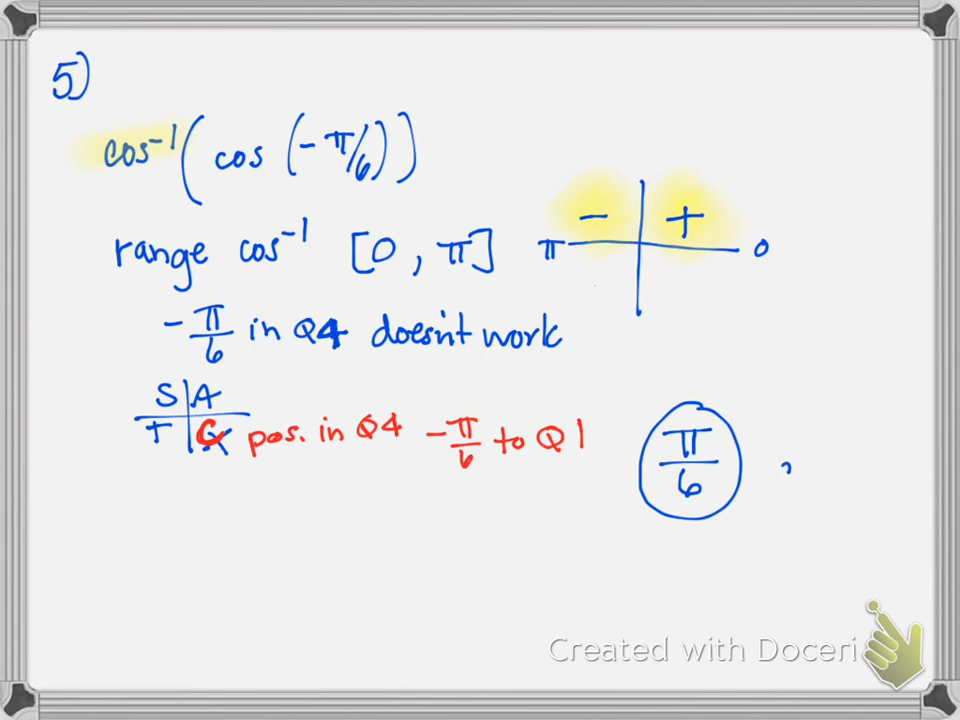 5)
cos⁻¹(cos(-π/6))
- +
range cos⁻¹ [0, π] π 0
-π/6 in Q4 doesn't work
S A
T C pos. in Q4 -π/6 to Q1
π/6
Created with Doceri